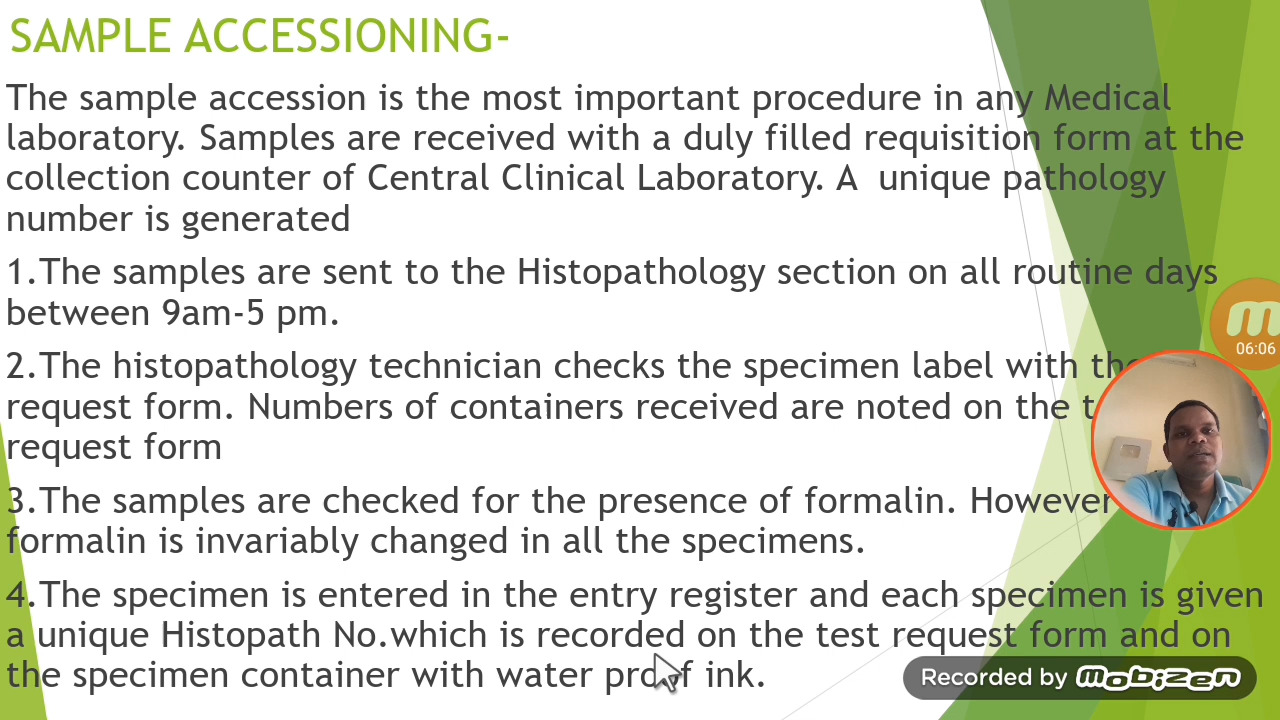 SAMPLE ACCESSIONING-
The sample accession is the most important procedure in any Medical
laboratory. Samples are received with a duly filled requisition form at the
collection counter of Central Clinical Laboratory. A  unique pathology
number is generated
1.The samples are sent to the Histopathology section on all routine days
between 9am-5 pm.
2.The histopathology technician checks the specimen label with the
request form. Numbers of containers received are noted on the
request form
3.The samples are checked for the presence of formalin. However
formalin is invariably changed in all the specimens.
4.The specimen is entered in the entry register and each specimen is given
a unique Histopath No.which is recorded on the test request form and on
the specimen container with water proof ink.
06:06
Recorded by mobizen